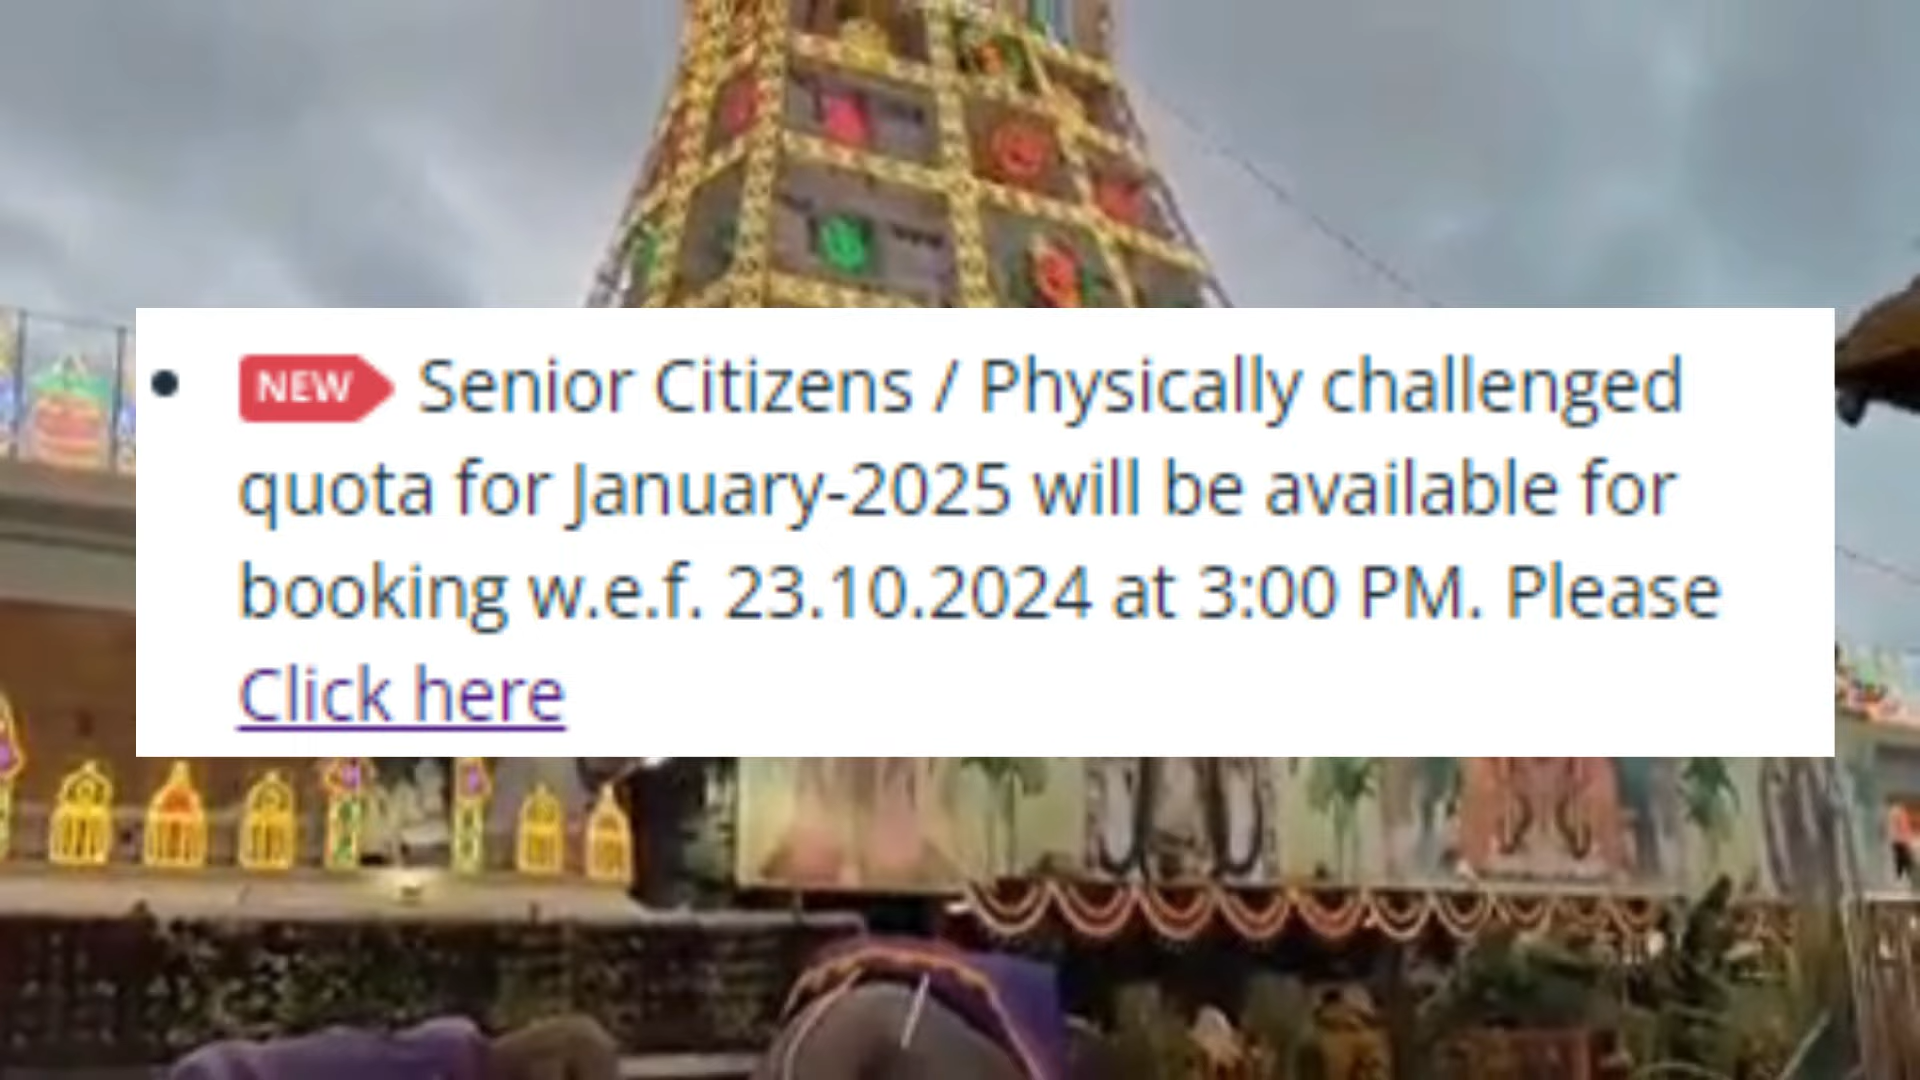 • NEW Senior Citizens / Physically challenged
quota for January-2025 will be available for
booking w.e.f. 23.10.2024 at 3:00 PM. Please
Click here